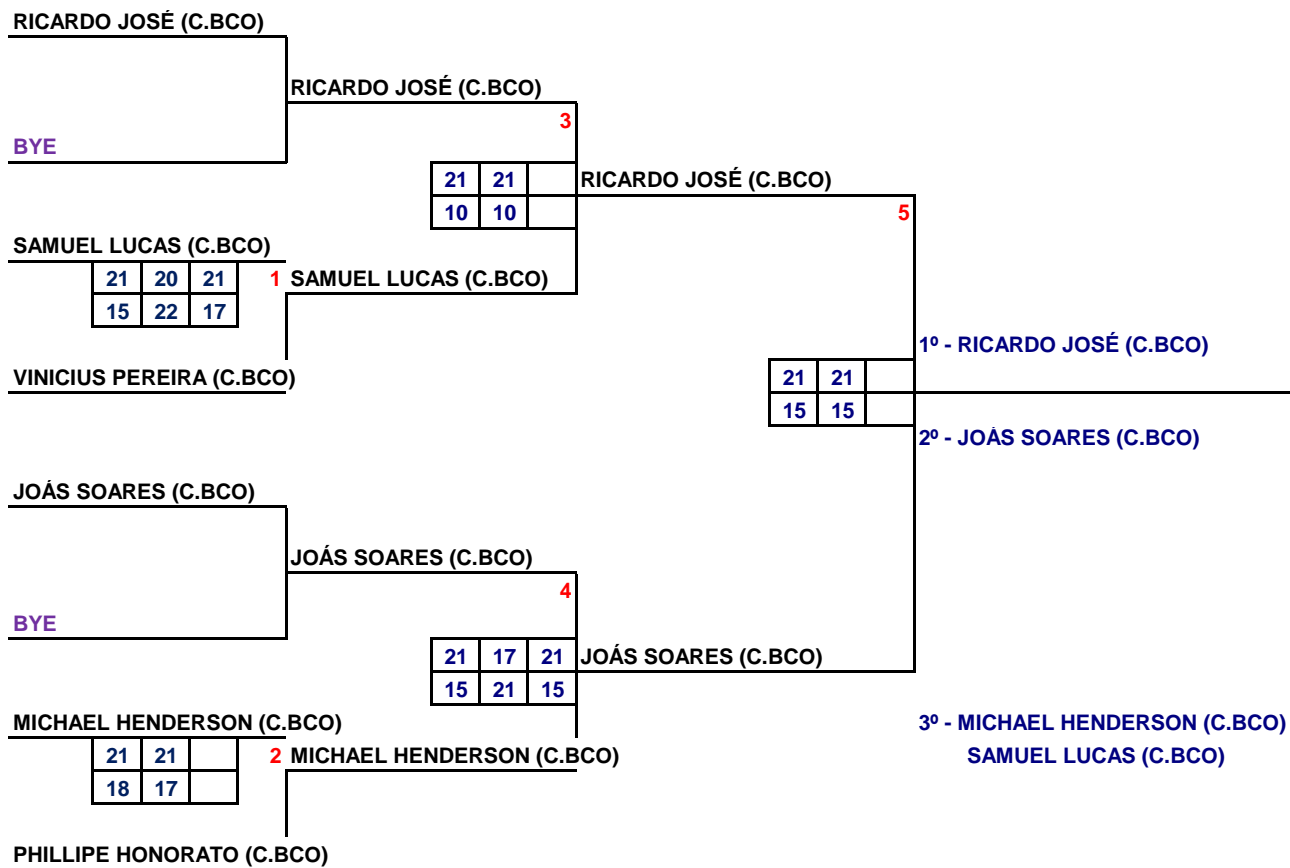 RICARDO JOSÉ (C.BCO)
RICARDO JOSÉ (C.BCO)
3
BYE
21 21
RICARDO JOSÉ (C.BCO)
10 10
5
SAMUEL LUCAS (C.BCO)
21 20 21
1
SAMUEL LUCAS (C.BCO)
15 22 17
1º - RICARDO JOSÉ (C.BCO)
VINICIUS PEREIRA (C.BCO)
21 21
15 15
2º - JOÁS SOARES (C.BCO)
JOÁS SOARES (C.BCO)
JOÁS SOARES (C.BCO)
4
BYE
21 17 21
JOÁS SOARES (C.BCO)
15 21 15
MICHAEL HENDERSON (C.BCO)
3º - MICHAEL HENDERSON (C.BCO)
21 21
2
MICHAEL HENDERSON (C.BCO)
SAMUEL LUCAS (C.BCO)
18 17
PHILLIPE HONORATO (C.BCO)